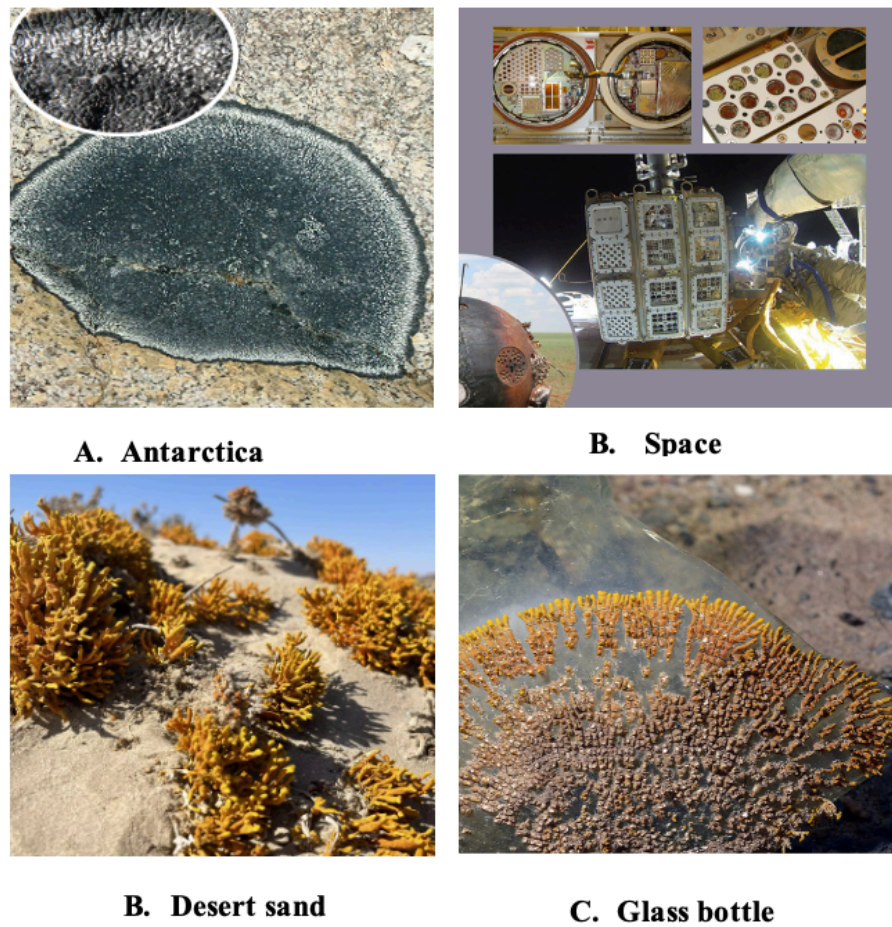 A. Antarctica
B. Space
B. Desert sand
C. Glass bottle